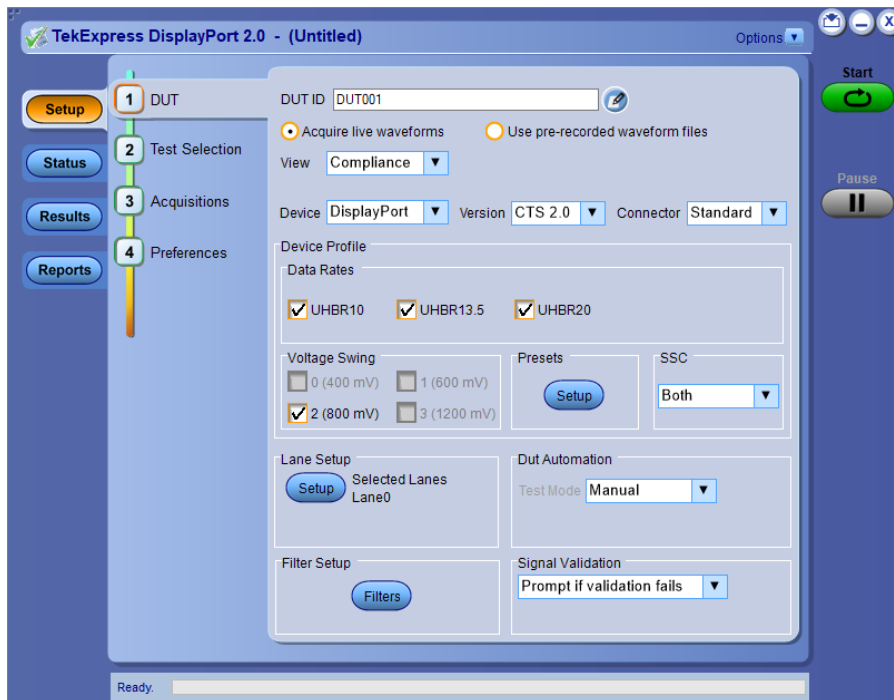 TekExpress DisplayPort 2.0 - (Untitled)
Options
Start
Pause
Setup
Status
Results
Reports
1 DUT
2 Test Selection
3 Acquisitions
4 Preferences
DUT ID DUT001
Acquire live waveforms Use pre-recorded waveform files
View Compliance
Device DisplayPort Version CTS 2.0 Connector Standard
Device Profile
Data Rates
UHBR10 UHBR13.5 UHBR20
Voltage Swing
0 (400 mV) 1 (600 mV)
2 (800 mV) 3 (1200 mV)
Presets
Setup
SSC
Both
Lane Setup
Setup
Selected Lanes
Lane0
Dut Automation
Test Mode Manual
Filter Setup
Filters
Signal Validation
Prompt if validation fails
Ready.